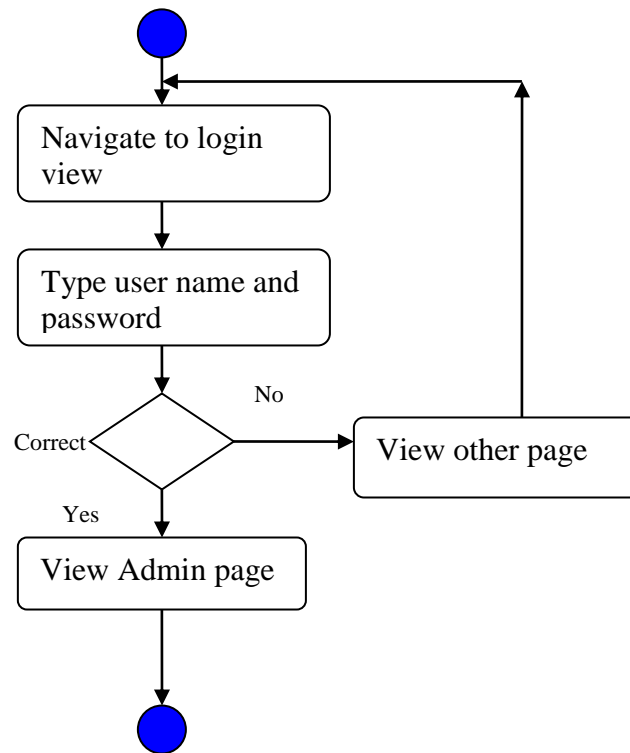 Navigate to login
view
Type user name and
password
No
Correct
View other page
Yes
View Admin page